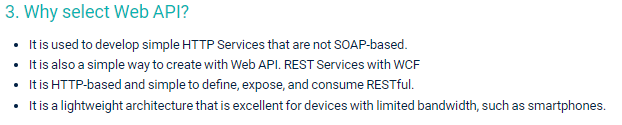 3. Why select Web API?
• It is used to develop simple HTTP Services that are not SOAP-based.
• It is also a simple way to create with Web API. REST Services with WCF
• It is HTTP-based and simple to define, expose, and consume RESTful.
• It is a lightweight architecture that is excellent for devices with limited bandwidth, such as smartphones.